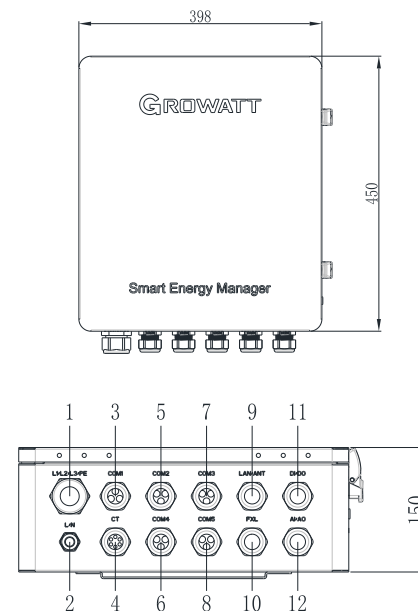 398
GROWATT
450
Smart Energy Manager
1 3 5 7 9 11
L1\L2\L3\PE COM1 COM2 COM3 LAN\ANT DI\DO
150
L\N CT COM4 COM5 PXL AI\AO
2 4 6 8 10 12